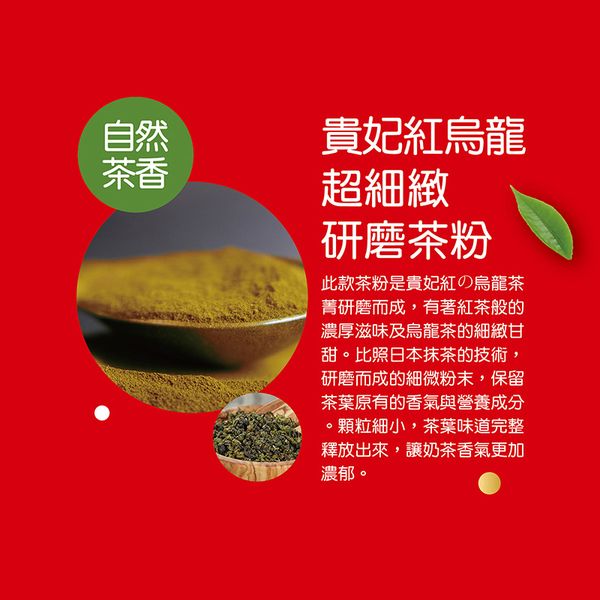 自然
茶香
貴妃紅烏龍
超細緻
研磨茶粉
此款茶粉是貴妃紅の烏龍茶
菁研磨而成，有著紅茶般的
濃厚滋味及烏龍茶的細緻甘
甜。比照日本抹茶的技術，
研磨而成的細微粉末，保留
茶葉原有的香氣與營養成分
。顆粒細小，茶葉味道完整
釋放出來，讓奶茶香氣更加
濃郁。